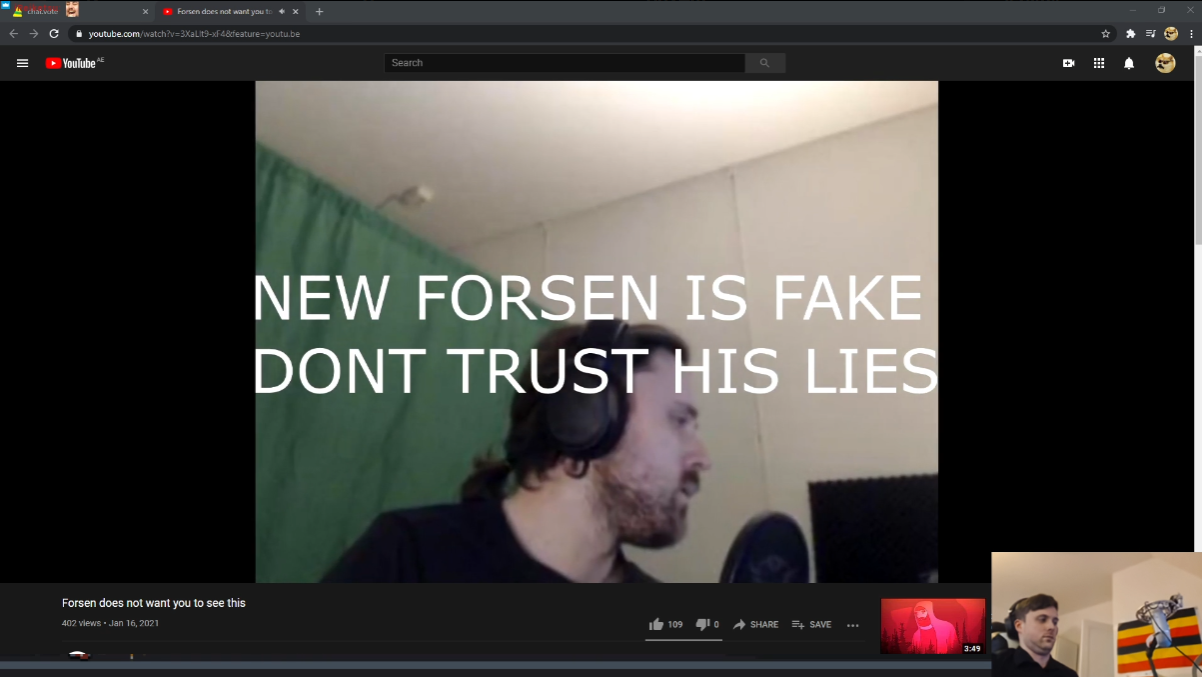 chat.vote
Forsen does not want you to
youtube.com/watch?v=3XaLlt9-xF4&feature=youtu.be
YouTube AE
Search
NEW FORSEN IS FAKE
DONT TRUST HIS LIES
Forsen does not want you to see this
402 views • Jan 16, 2021
109 0 SHARE SAVE
3:49